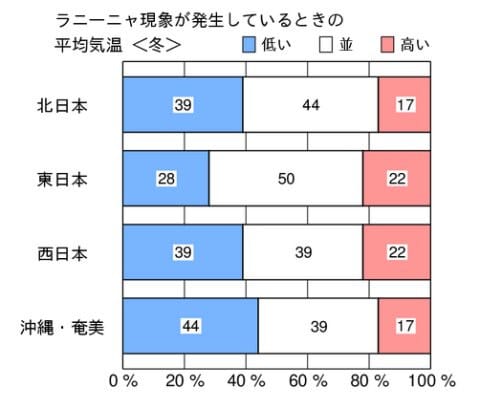 ラニーニャ現象が発生しているときの
平均気温 <冬> 低い 並 高い
北日本 39 44 17
東日本 28 50 22
西日本 39 39 22
沖縄・奄美 44 39 17
0 % 20 % 40 % 60 % 80 % 100 %